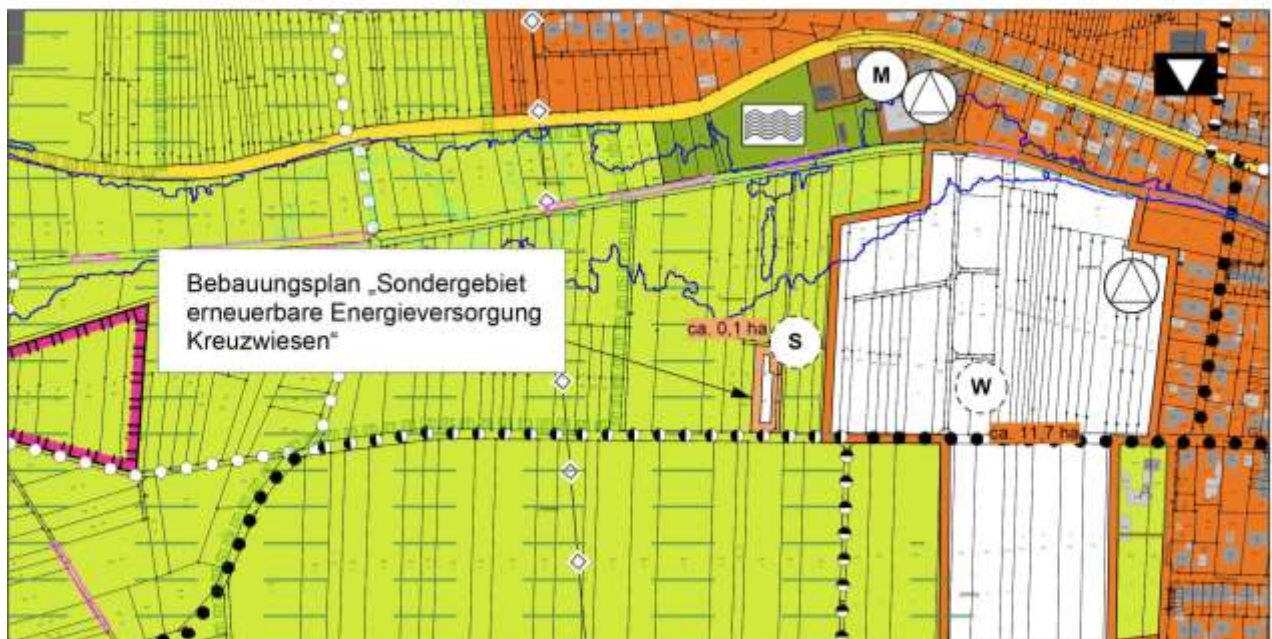 M
Bebauungsplan „Sondergebiet
erneuerbare Energieversorgung
Kreuzwiesen“
ca. 0,1 ha
S
W
ca. 11,7 ha